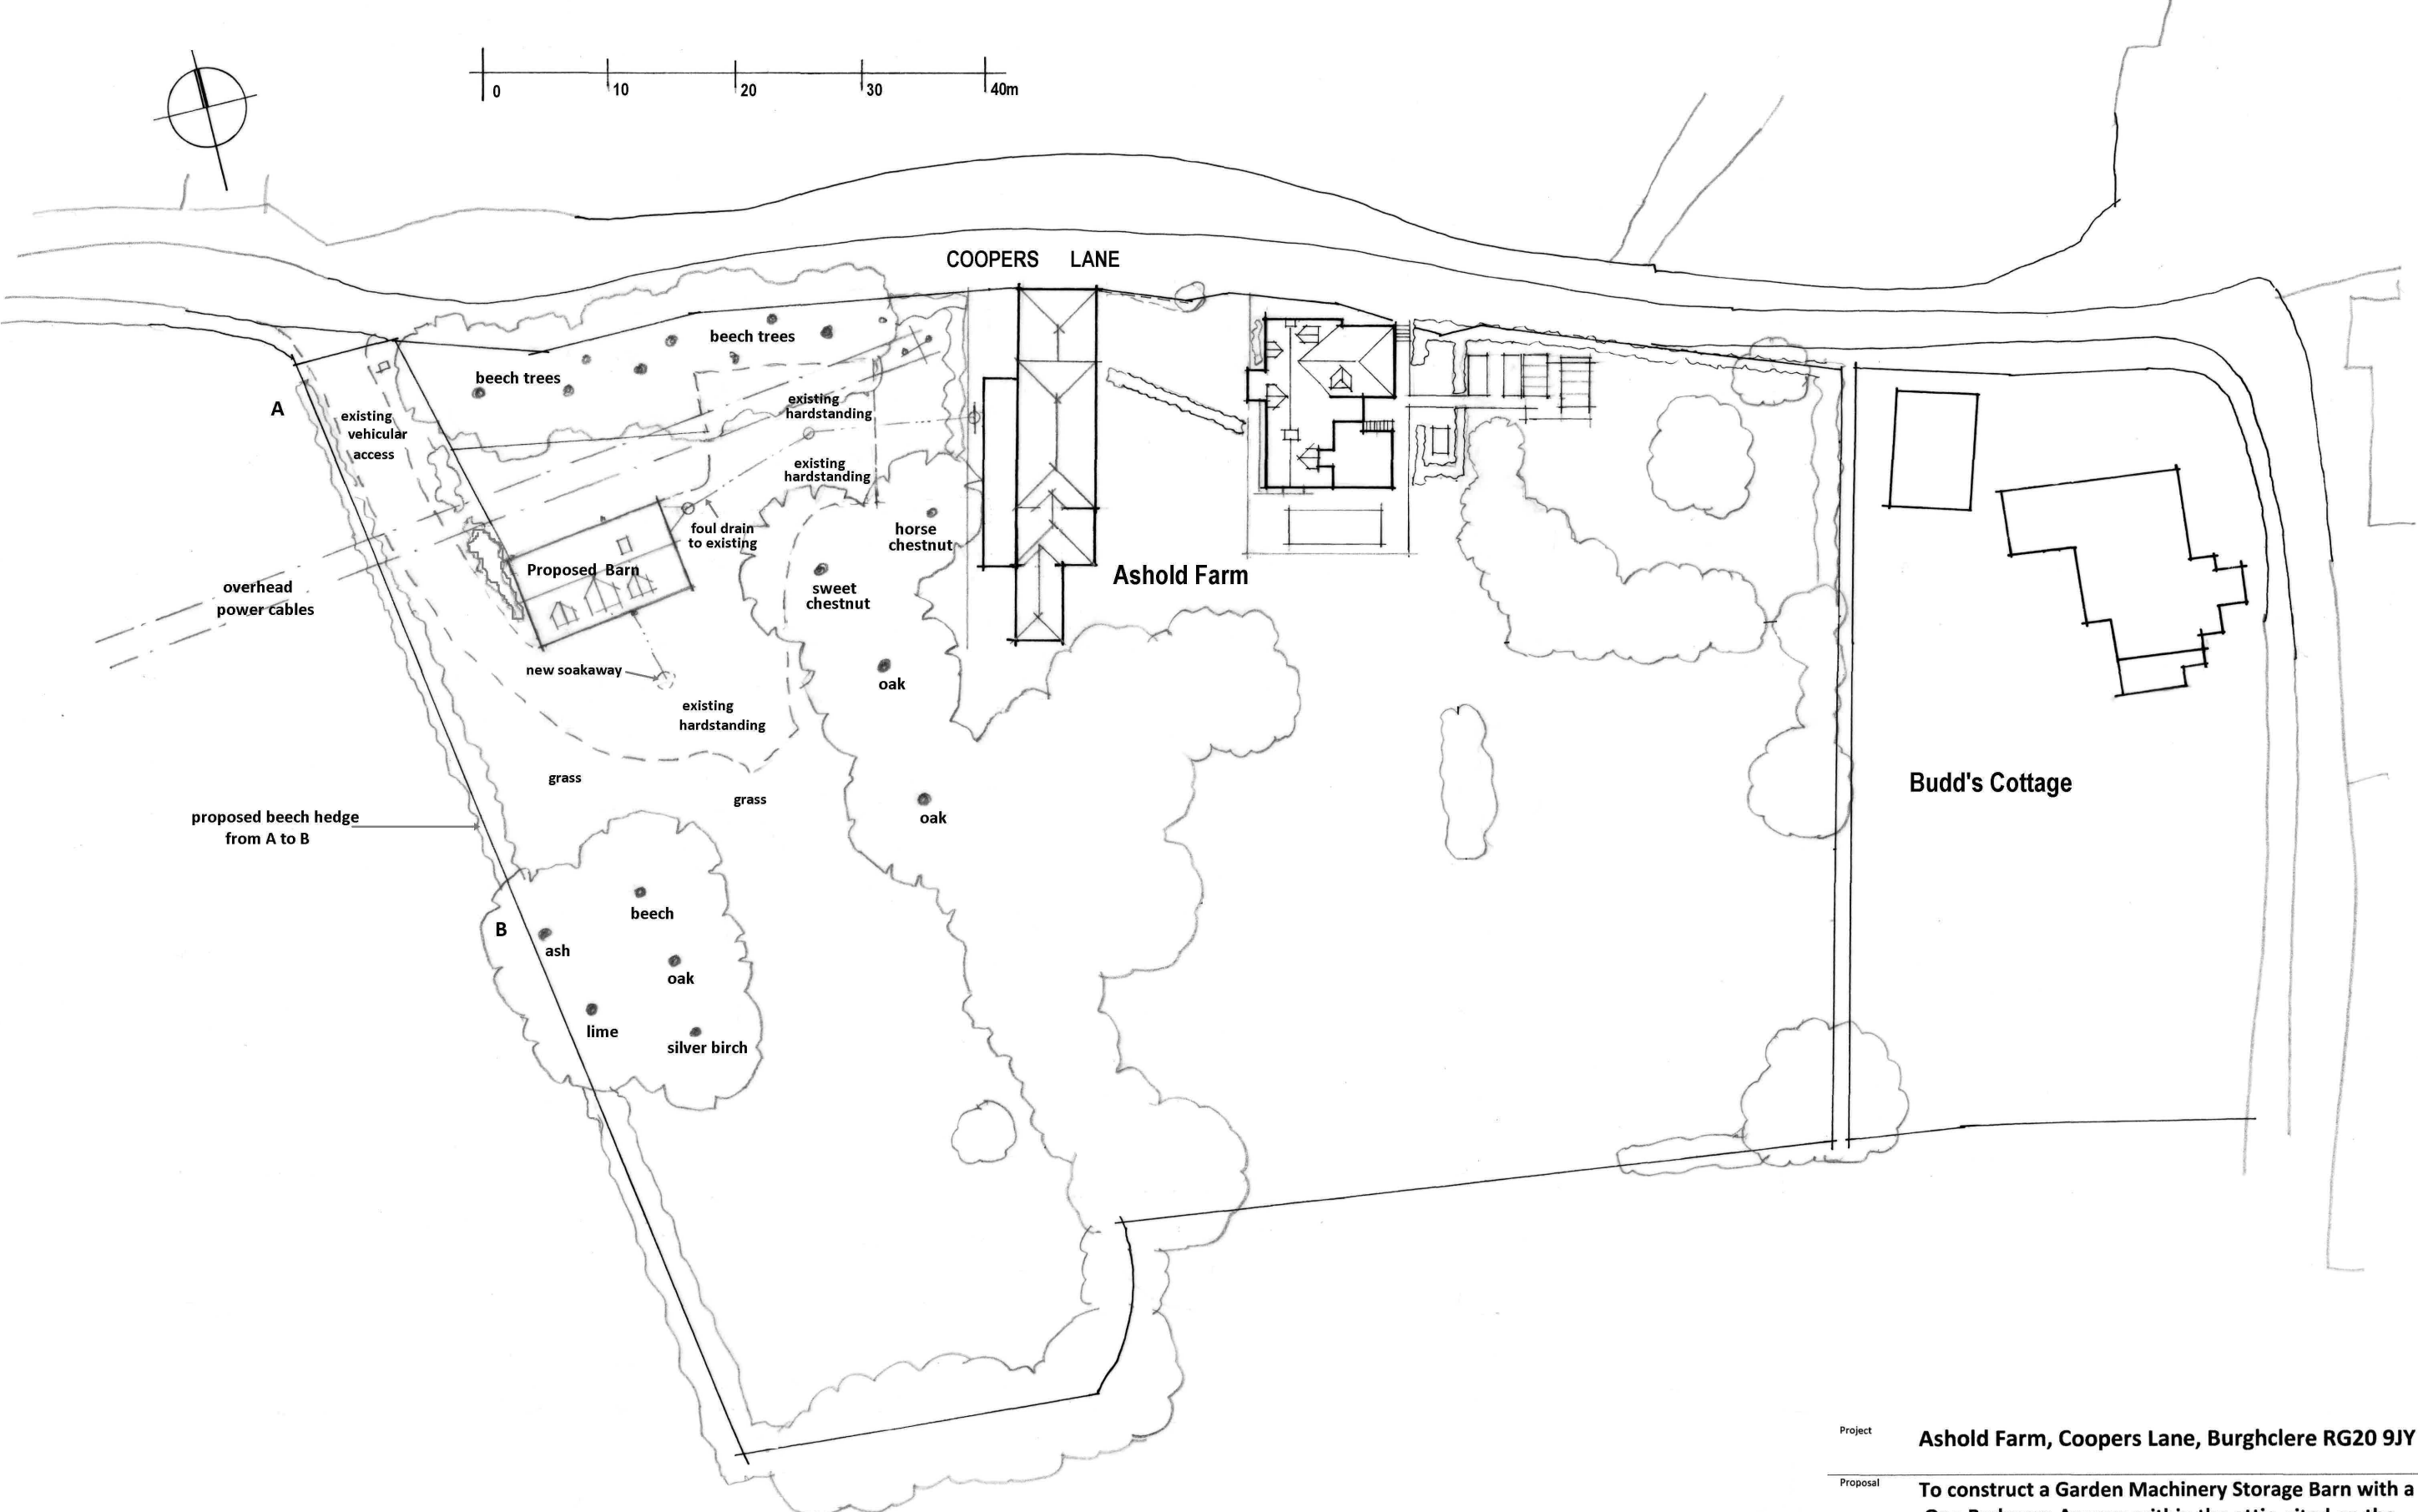 0 10 20 30 40m
COOPERS LANE
beech trees
beech trees
A
existing
vehicular
access
existing
hardstanding
existing
hardstanding
foul drain
to existing
horse
chestnut
Proposed Barn
Ashold Farm
overhead
power cables
sweet
chestnut
new soakaway
oak
existing
hardstanding
grass
grass
Budd's Cottage
proposed beech hedge
from A to B
oak
beech
B
ash
oak
lime
silver birch
Project
Ashold Farm, Coopers Lane, Burghclere RG20 9JY
Proposal
To construct a Garden Machinery Storage Barn with a